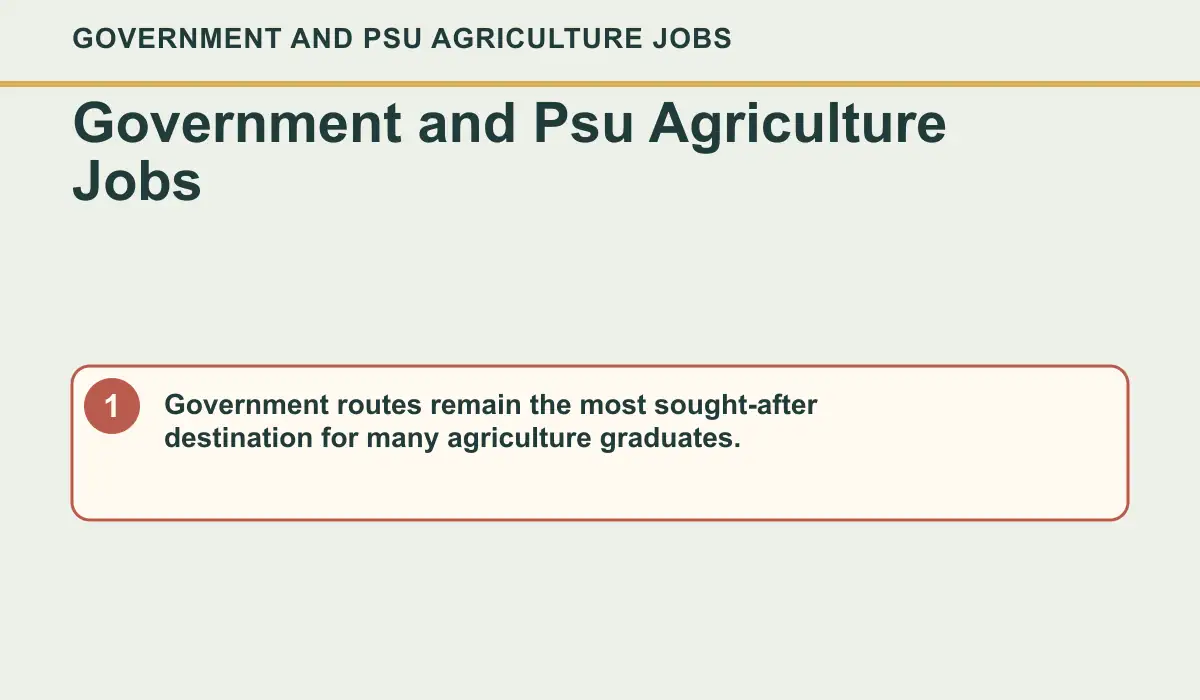 GOVERNMENT AND PSU AGRICULTURE JOBS
Government and Psu Agriculture
Jobs
1
Government routes remain the most sought-after
destination for many agriculture graduates.